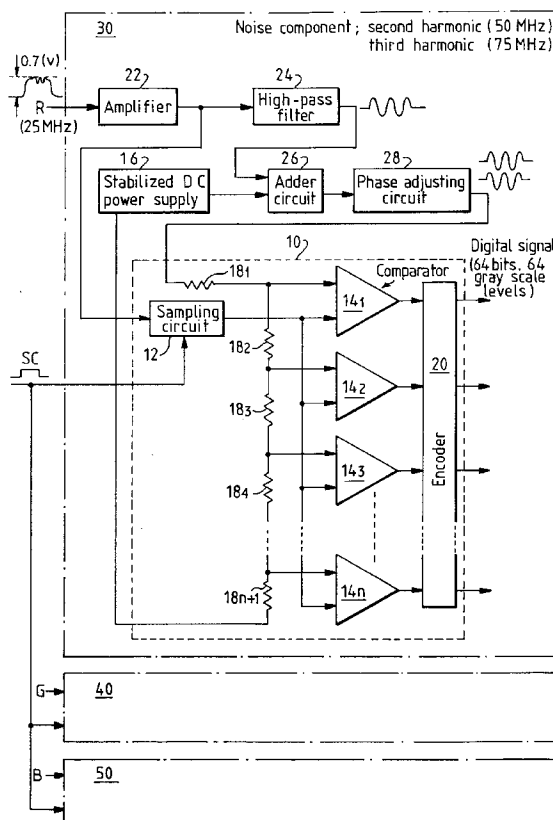 30
Noise component; second harmonic (50 MHz)
third harmonic (75 MHz)
0.7(v)
R
(25MHz)
22
Amplifier
24
High-pass
filter
16
Stabilized DC
power supply
26
Adder
circuit
28
Phase adjusting
circuit
10
Digital signal
(64 bits, 64
gray scale
levels)
181
Comparator
141
Sampling
circuit
12
SC
182
142
20
183
143
Encoder
184
14n
18n+1
G
40
B
50